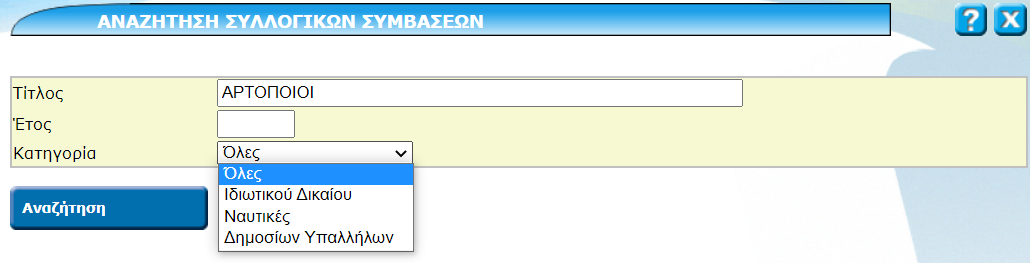 ΑΝΑΖΗΤΗΣΗ ΣΥΛΛΟΓΙΚΩΝ ΣΥΜΒΑΣΕΩΝ
? X
Τίτλος ΑΡΤΟΠΟΙΟΙ
Έτος
Κατηγορία Όλες
Όλες
Ιδιωτικού Δικαίου
Ναυτικές
Δημοσίων Υπαλλήλων
Αναζήτηση